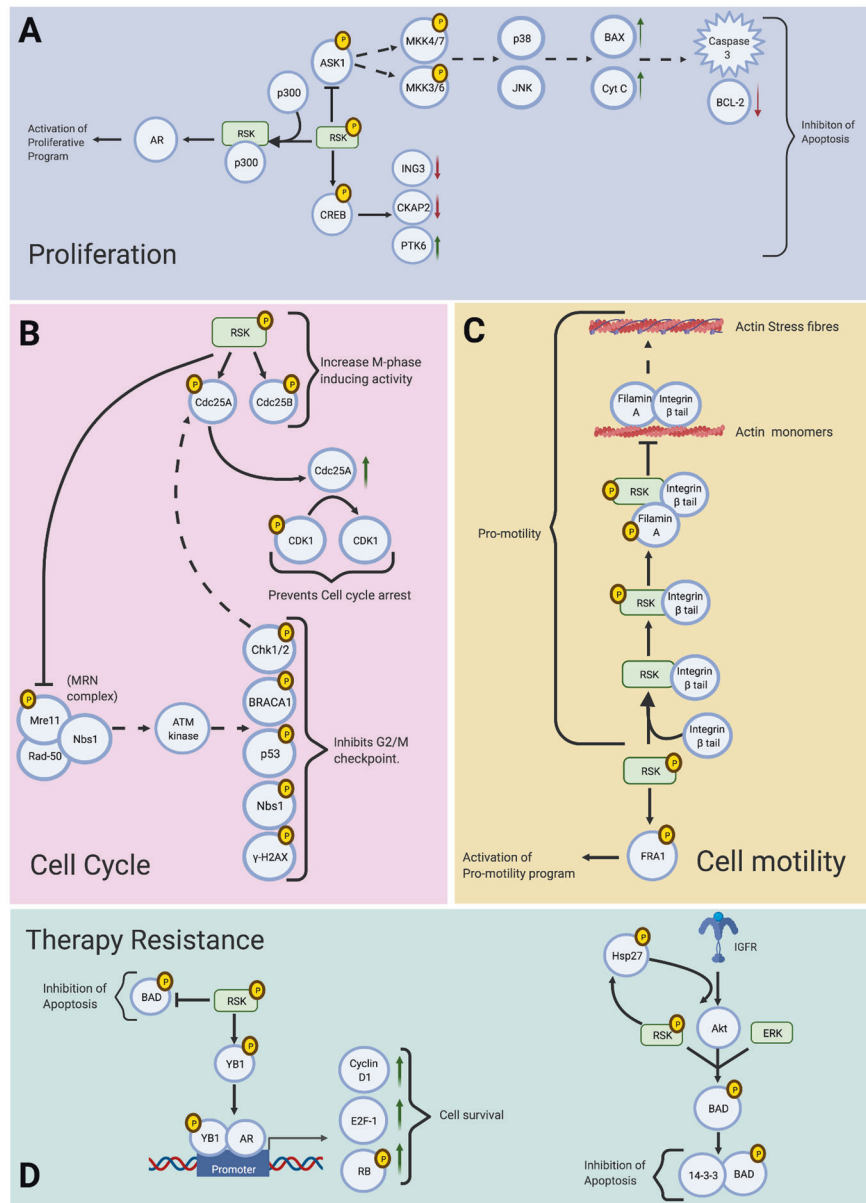 A
P
MKK4/7
P
ASK1
p38
BAX
Caspase
3
P
MKK3/6
JNK
Cyt C
BCL-2
p300
Activation of
Proliferative
Program
AR
RSK
p300
RSK
P
Inhibiton of
Apoptosis
ING3
P
CREB
CKAP2
PTK6
Proliferation
B
P
RSK
Increase M-phase
inducing activity
P
Cdc25A
P
Cdc25B
Cdc25A
P
CDK1
CDK1
Prevents Cell cycle arrest
P
Chk1/2
(MRN
complex)
P
Mre11
Rad-50
Nbs1
ATM
kinase
P
BRACA1
P
p53
P
Nbs1
P
γ-H2AX
Inhibits G2/M
checkpoint.
Cell Cycle
C
Actin Stress fibres
Filamin
A
Integrin
β tail
Actin monomers
P
RSK
Integrin
β tail
P
Filamin
A
Pro-motility
P
RSK
Integrin
β tail
RSK
Integrin
β tail
Integrin
β tail
P
RSK
P
FRA1
Activation of
Pro-motility program
Cell motility
Therapy Resistance
Inhibition of
Apoptosis
P
BAD
P
RSK
P
YB1
P
YB1
AR
Promoter
Cyclin
D1
E2F-1
P
RB
Cell survival
D
P
Hsp27
IGFR
P
RSK
Akt
ERK
P
BAD
Inhibition of
Apoptosis
14-3-3
P
BAD